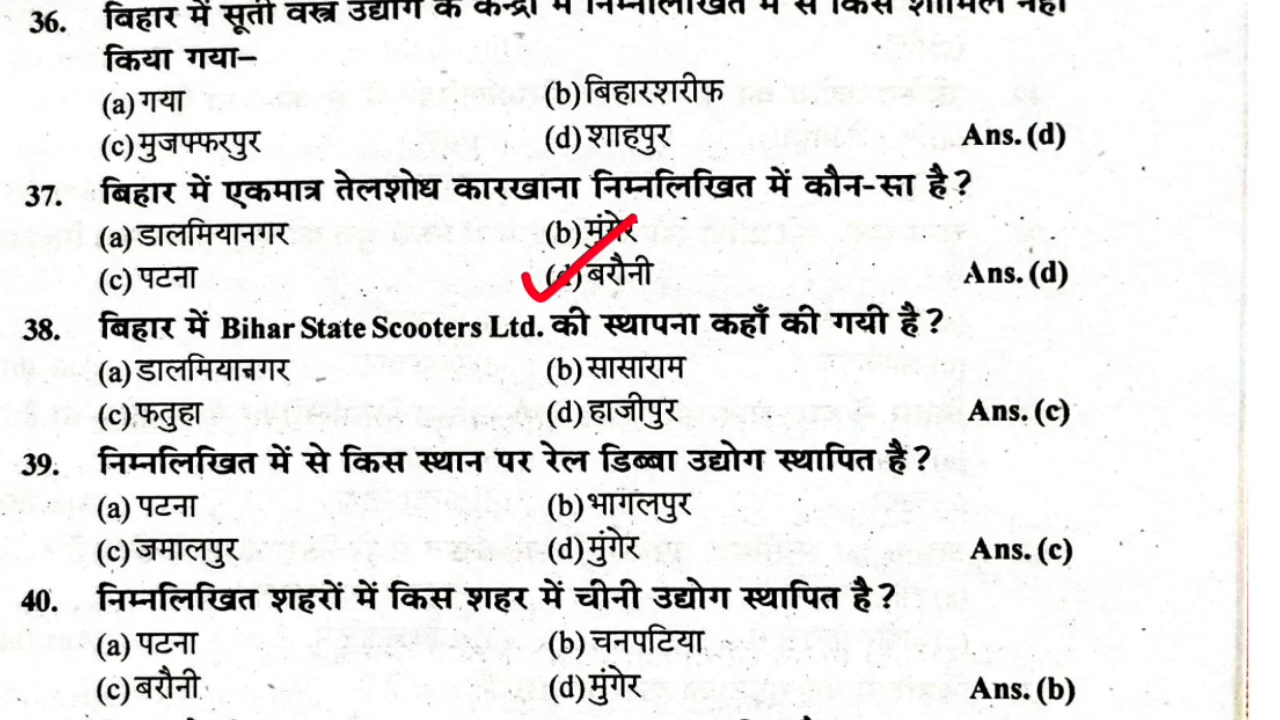 36. बिहार में सूती वस्त्र उद्योग के केन्द्रों में निम्नलिखित में से किसे शामिल नहीं
किया गया–
(a) गया (b) बिहारशरीफ
(c) मुजफ्फरपुर (d) शाहपुर Ans. (d)
37. बिहार में एकमात्र तेलशोध कारखाना निम्नलिखित में कौन-सा है?
(a) डालमियानगर (b) मुंगेर
(c) पटना (d) बरौनी Ans. (d)
38. बिहार में Bihar State Scooters Ltd. की स्थापना कहाँ की गयी है?
(a) डालमियानगर (b) सासाराम
(c) फतुहा (d) हाजीपुर Ans. (c)
39. निम्नलिखित में से किस स्थान पर रेल डिब्बा उद्योग स्थापित है?
(a) पटना (b) भागलपुर
(c) जमालपुर (d) मुंगेर Ans. (c)
40. निम्नलिखित शहरों में किस शहर में चीनी उद्योग स्थापित है?
(a) पटना (b) चनपटिया
(c) बरौनी (d) मुंगेर Ans. (b)